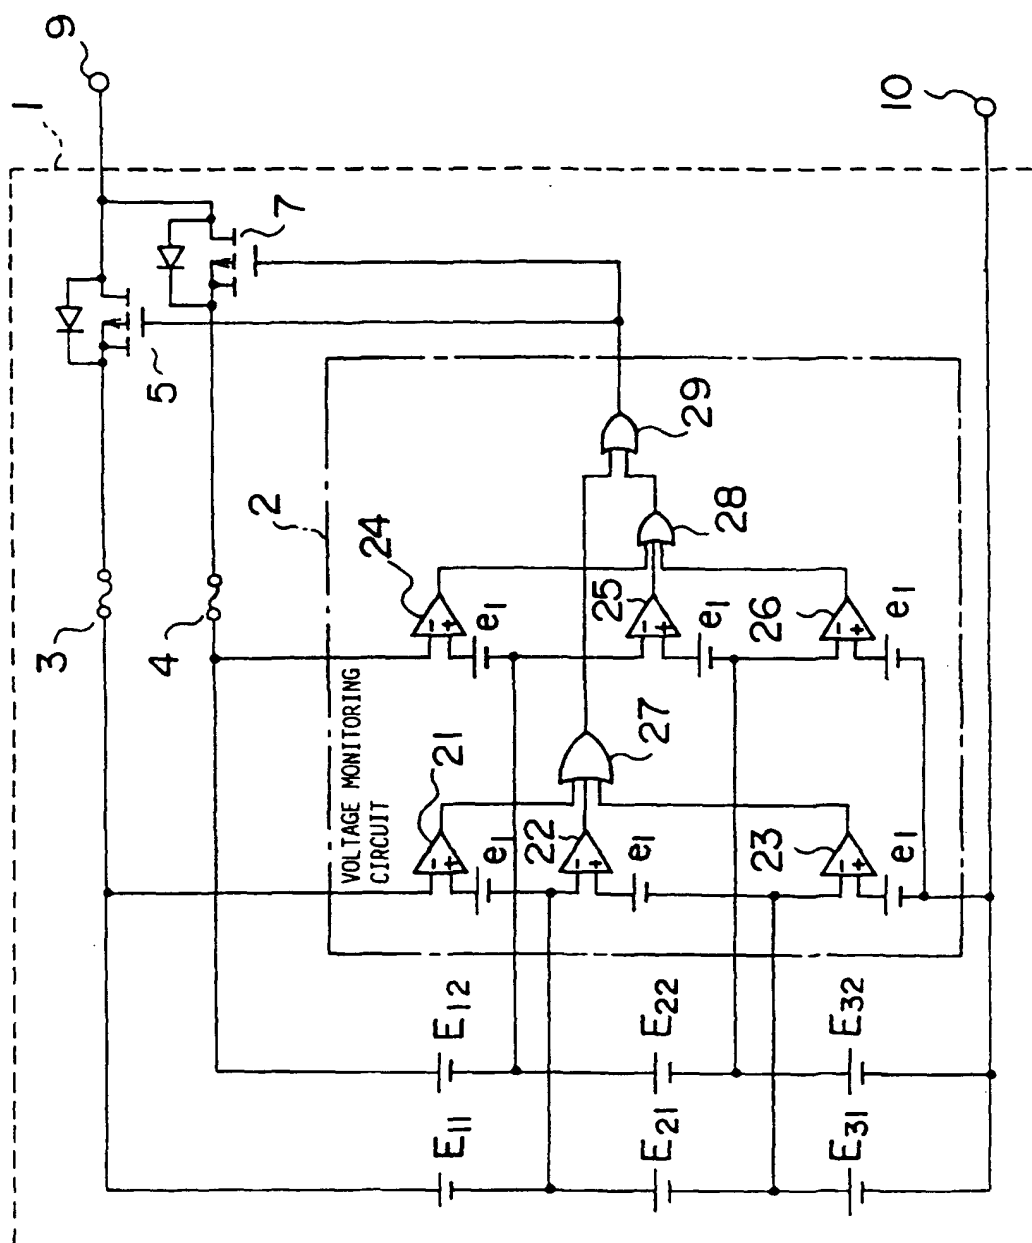 9
1
10
7
5
29
2
28
24
25
e1
e1
26
e1
3
4
VOLTAGE MONITORING
CIRCUIT
27
21
22
23
e1
e1
e1
E12
E22
E32
E11
E21
E31